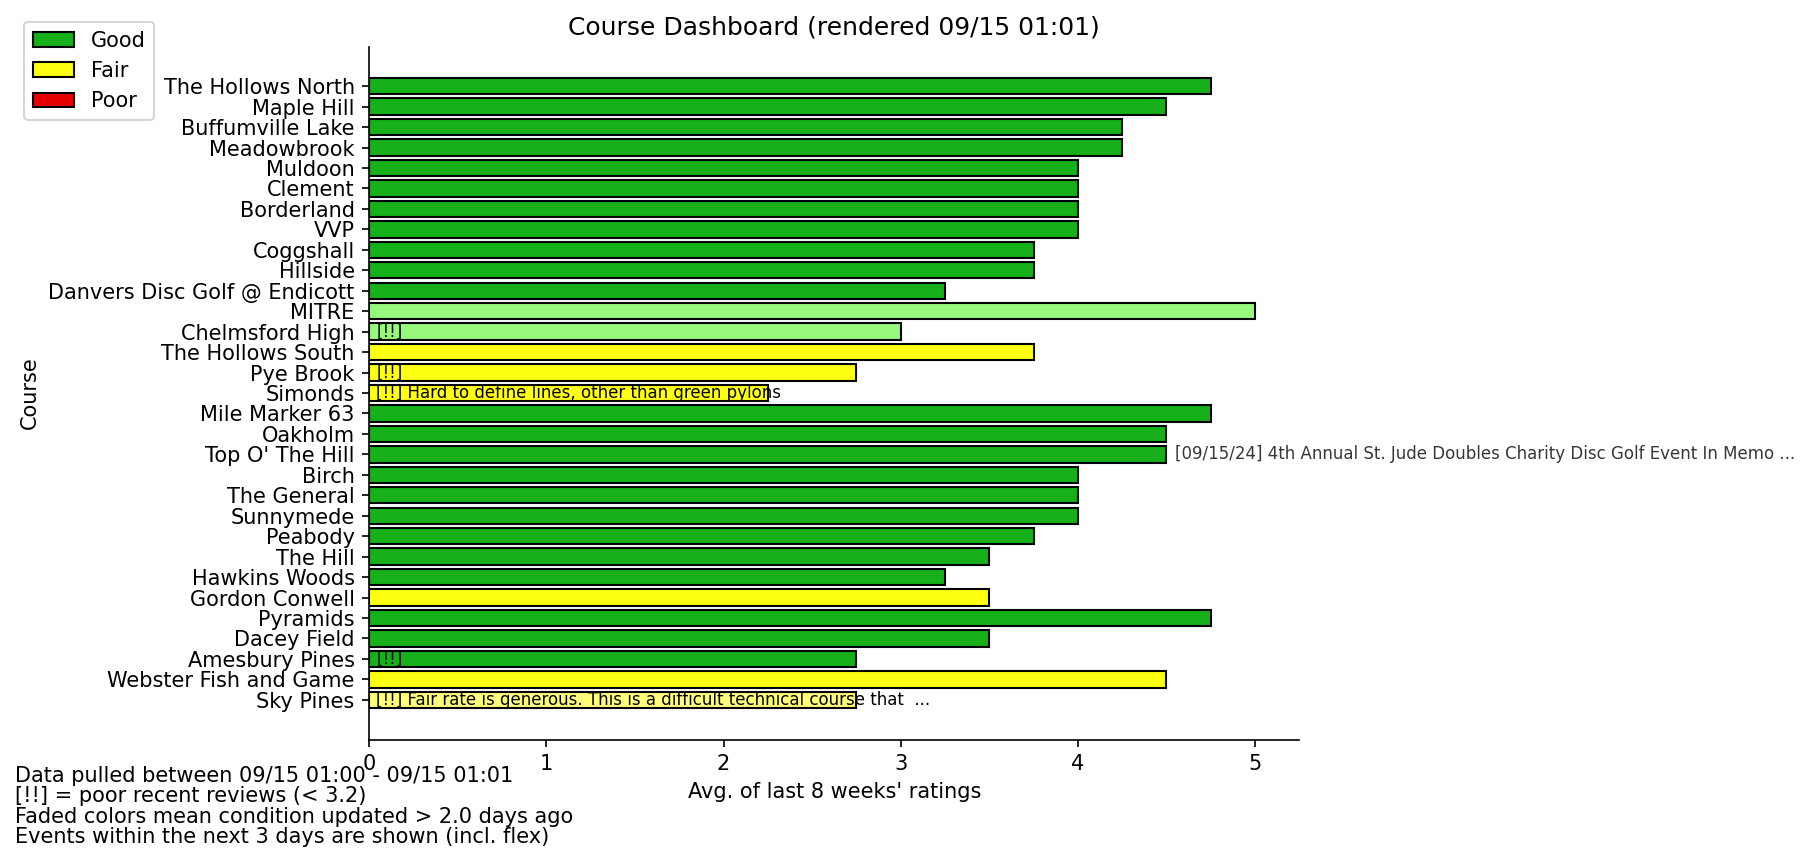 Course Dashboard (rendered 09/15 01:01)
Good
Fair
Poor
Course
The Hollows North
Maple Hill
Buffumville Lake
Meadowbrook
Muldoon
Clement
Borderland
VVP
Coggshall
Hillside
Danvers Disc Golf @ Endicott
MITRE
Chelmsford High [!!]
The Hollows South
Pye Brook [!!]
Simonds [!!] Hard to define lines, other than green pylons
Mile Marker 63
Oakholm
Top O' The Hill [09/15/24] 4th Annual St. Jude Doubles Charity Disc Golf Event In Memo ...
Birch
The General
Sunnymede
Peabody
The Hill
Hawkins Woods
Gordon Conwell
Pyramids
Dacey Field
Amesbury Pines [!!]
Webster Fish and Game
Sky Pines [!!] Fair rate is generous. This is a difficult technical course that ...
0 1 2 3 4 5
Avg. of last 8 weeks' ratings
Data pulled between 09/15 01:00 - 09/15 01:01
[!!] = poor recent reviews (< 3.2)
Faded colors mean condition updated > 2.0 days ago
Events within the next 3 days are shown (incl. flex)